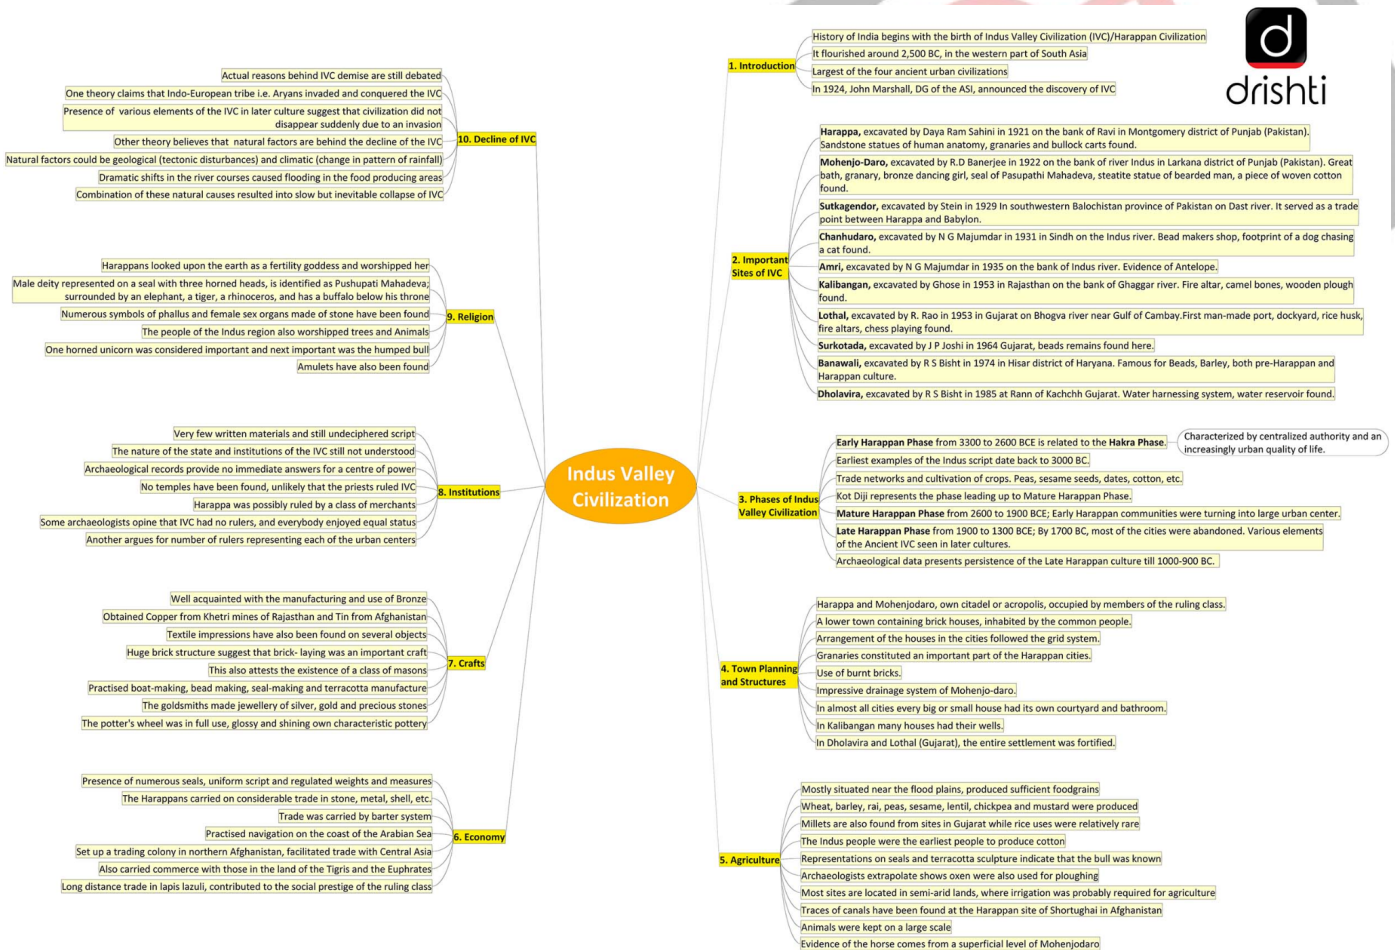 drishti
Indus Valley
Civilization
1. Introduction
History of India begins with the birth of Indus Valley Civilization (IVC)/Harappan Civilization
It flourished around 2,500 BC, in the western part of South Asia
Largest of the four ancient urban civilizations
In 1924, John Marshall, DG of the ASI, announced the discovery of IVC
2. Important
Sites of IVC
Harappa, excavated by Daya Ram Sahini in 1921 on the bank of Ravi in Montgomery district of Punjab (Pakistan).
Sandstone statues of human anatomy, granaries and bullock carts found.
Mohenjo-Daro, excavated by R.D Banerjee in 1922 on the bank of river Indus in Larkana district of Punjab (Pakistan). Great
bath, granary, bronze dancing girl, seal of Pasupathi Mahadeva, steatite statue of bearded man, a piece of woven cotton
found.
Sutkagendor, excavated by Stein in 1929 In southwestern Balochistan province of Pakistan on Dast river. It served as a trade
point between Harappa and Babylon.
Chanhudaro, excavated by N G Majumdar in 1931 in Sindh on the Indus river. Bead makers shop, footprint of a dog chasing
a cat found.
Amri, excavated by N G Majumdar in 1935 on the bank of Indus river. Evidence of Antelope.
Kalibangan, excavated by Ghose in 1953 in Rajasthan on the bank of Ghaggar river. Fire altar, camel bones, wooden plough
found.
Lothal, excavated by R. Rao in 1953 in Gujarat on Bhogva river near Gulf of Cambay.First man-made port, dockyard, rice husk,
fire altars, chess playing found.
Surkotada, excavated by J P Joshi in 1964 Gujarat, beads remains found here.
Banawali, excavated by R S Bisht in 1974 in Hisar district of Haryana. Famous for Beads, Barley, both pre-Harappan and
Harappan culture.
Dholavira, excavated by R S Bisht in 1985 at Rann of Kachchh Gujarat. Water harnessing system, water reservoir found.
3. Phases of Indus
Valley Civilization
Early Harappan Phase from 3300 to 2600 BCE is related to the Hakra Phase.
Characterized by centralized authority and an
increasingly urban quality of life.
Earliest examples of the Indus script date back to 3000 BC.
Trade networks and cultivation of crops. Peas, sesame seeds, dates, cotton, etc.
Kot Diji represents the phase leading up to Mature Harappan Phase.
Mature Harappan Phase from 2600 to 1900 BCE; Early Harappan communities were turning into large urban center.
Late Harappan Phase from 1900 to 1300 BCE; By 1700 BC, most of the cities were abandoned. Various elements
of the Ancient IVC seen in later cultures.
Archaeological data presents persistence of the Late Harappan culture till 1000-900 BC.
4. Town Planning
and Structures
Harappa and Mohenjodaro, own citadel or acropolis, occupied by members of the ruling class.
A lower town containing brick houses, inhabited by the common people.
Arrangement of the houses in the cities followed the grid system.
Granaries constituted an important part of the Harappan cities.
Use of burnt bricks.
Impressive drainage system of Mohenjo-daro.
In almost all cities every big or small house had its own courtyard and bathroom.
In Kalibangan many houses had their wells.
In Dholavira and Lothal (Gujarat), the entire settlement was fortified.
5. Agriculture
Mostly situated near the flood plains, produced sufficient foodgrains
Wheat, barley, rai, peas, sesame, lentil, chickpea and mustard were produced
Millets are also found from sites in Gujarat while rice uses were relatively rare
The Indus people were the earliest people to produce cotton
Representations on seals and terracotta sculpture indicate that the bull was known
Archaeologists extrapolate shows oxen were also used for ploughing
Most sites are located in semi-arid lands, where irrigation was probably required for agriculture
Traces of canals have been found at the Harappan site of Shortughai in Afghanistan
Animals were kept on a large scale
Evidence of the horse comes from a superficial level of Mohenjodaro
6. Economy
Presence of numerous seals, uniform script and regulated weights and measures
The Harappans carried on considerable trade in stone, metal, shell, etc.
Trade was carried by barter system
Practised navigation on the coast of the Arabian Sea
Set up a trading colony in northern Afghanistan, facilitated trade with Central Asia
Also carried commerce with those in the land of the Tigris and the Euphrates
Long distance trade in lapis lazuli, contributed to the social prestige of the ruling class
7. Crafts
Well acquainted with the manufacturing and use of Bronze
Obtained Copper from Khetri mines of Rajasthan and Tin from Afghanistan
Textile impressions have also been found on several objects
Huge brick structure suggest that brick- laying was an important craft
This also attests the existence of a class of masons
Practised boat-making, bead making, seal-making and terracotta manufacture
The goldsmiths made jewellery of silver, gold and precious stones
The potter's wheel was in full use, glossy and shining own characteristic pottery
8. Institutions
Very few written materials and still undeciphered script
The nature of the state and institutions of the IVC still not understood
Archaeological records provide no immediate answers for a centre of power
No temples have been found, unlikely that the priests ruled IVC
Harappa was possibly ruled by a class of merchants
Some archaeologists opine that IVC had no rulers, and everybody enjoyed equal status
Another argues for number of rulers representing each of the urban centers
9. Religion
Harappans looked upon the earth as a fertility goddess and worshipped her
Male deity represented on a seal with three horned heads, is identified as Pushupati Mahadeva;
surrounded by an elephant, a tiger, a rhinoceros, and has a buffalo below his throne
Numerous symbols of phallus and female sex organs made of stone have been found
The people of the Indus region also worshipped trees and Animals
One horned unicorn was considered important and next important was the humped bull
Amulets have also been found
10. Decline of IVC
Actual reasons behind IVC demise are still debated
One theory claims that Indo-European tribe i.e. Aryans invaded and conquered the IVC
Presence of various elements of the IVC in later culture suggest that civilization did not
disappear suddenly due to an invasion
Other theory believes that natural factors are behind the decline of the IVC
Natural factors could be geological (tectonic disturbances) and climatic (change in pattern of rainfall)
Dramatic shifts in the river courses caused flooding in the food producing areas
Combination of these natural causes resulted into slow but inevitable collapse of IVC